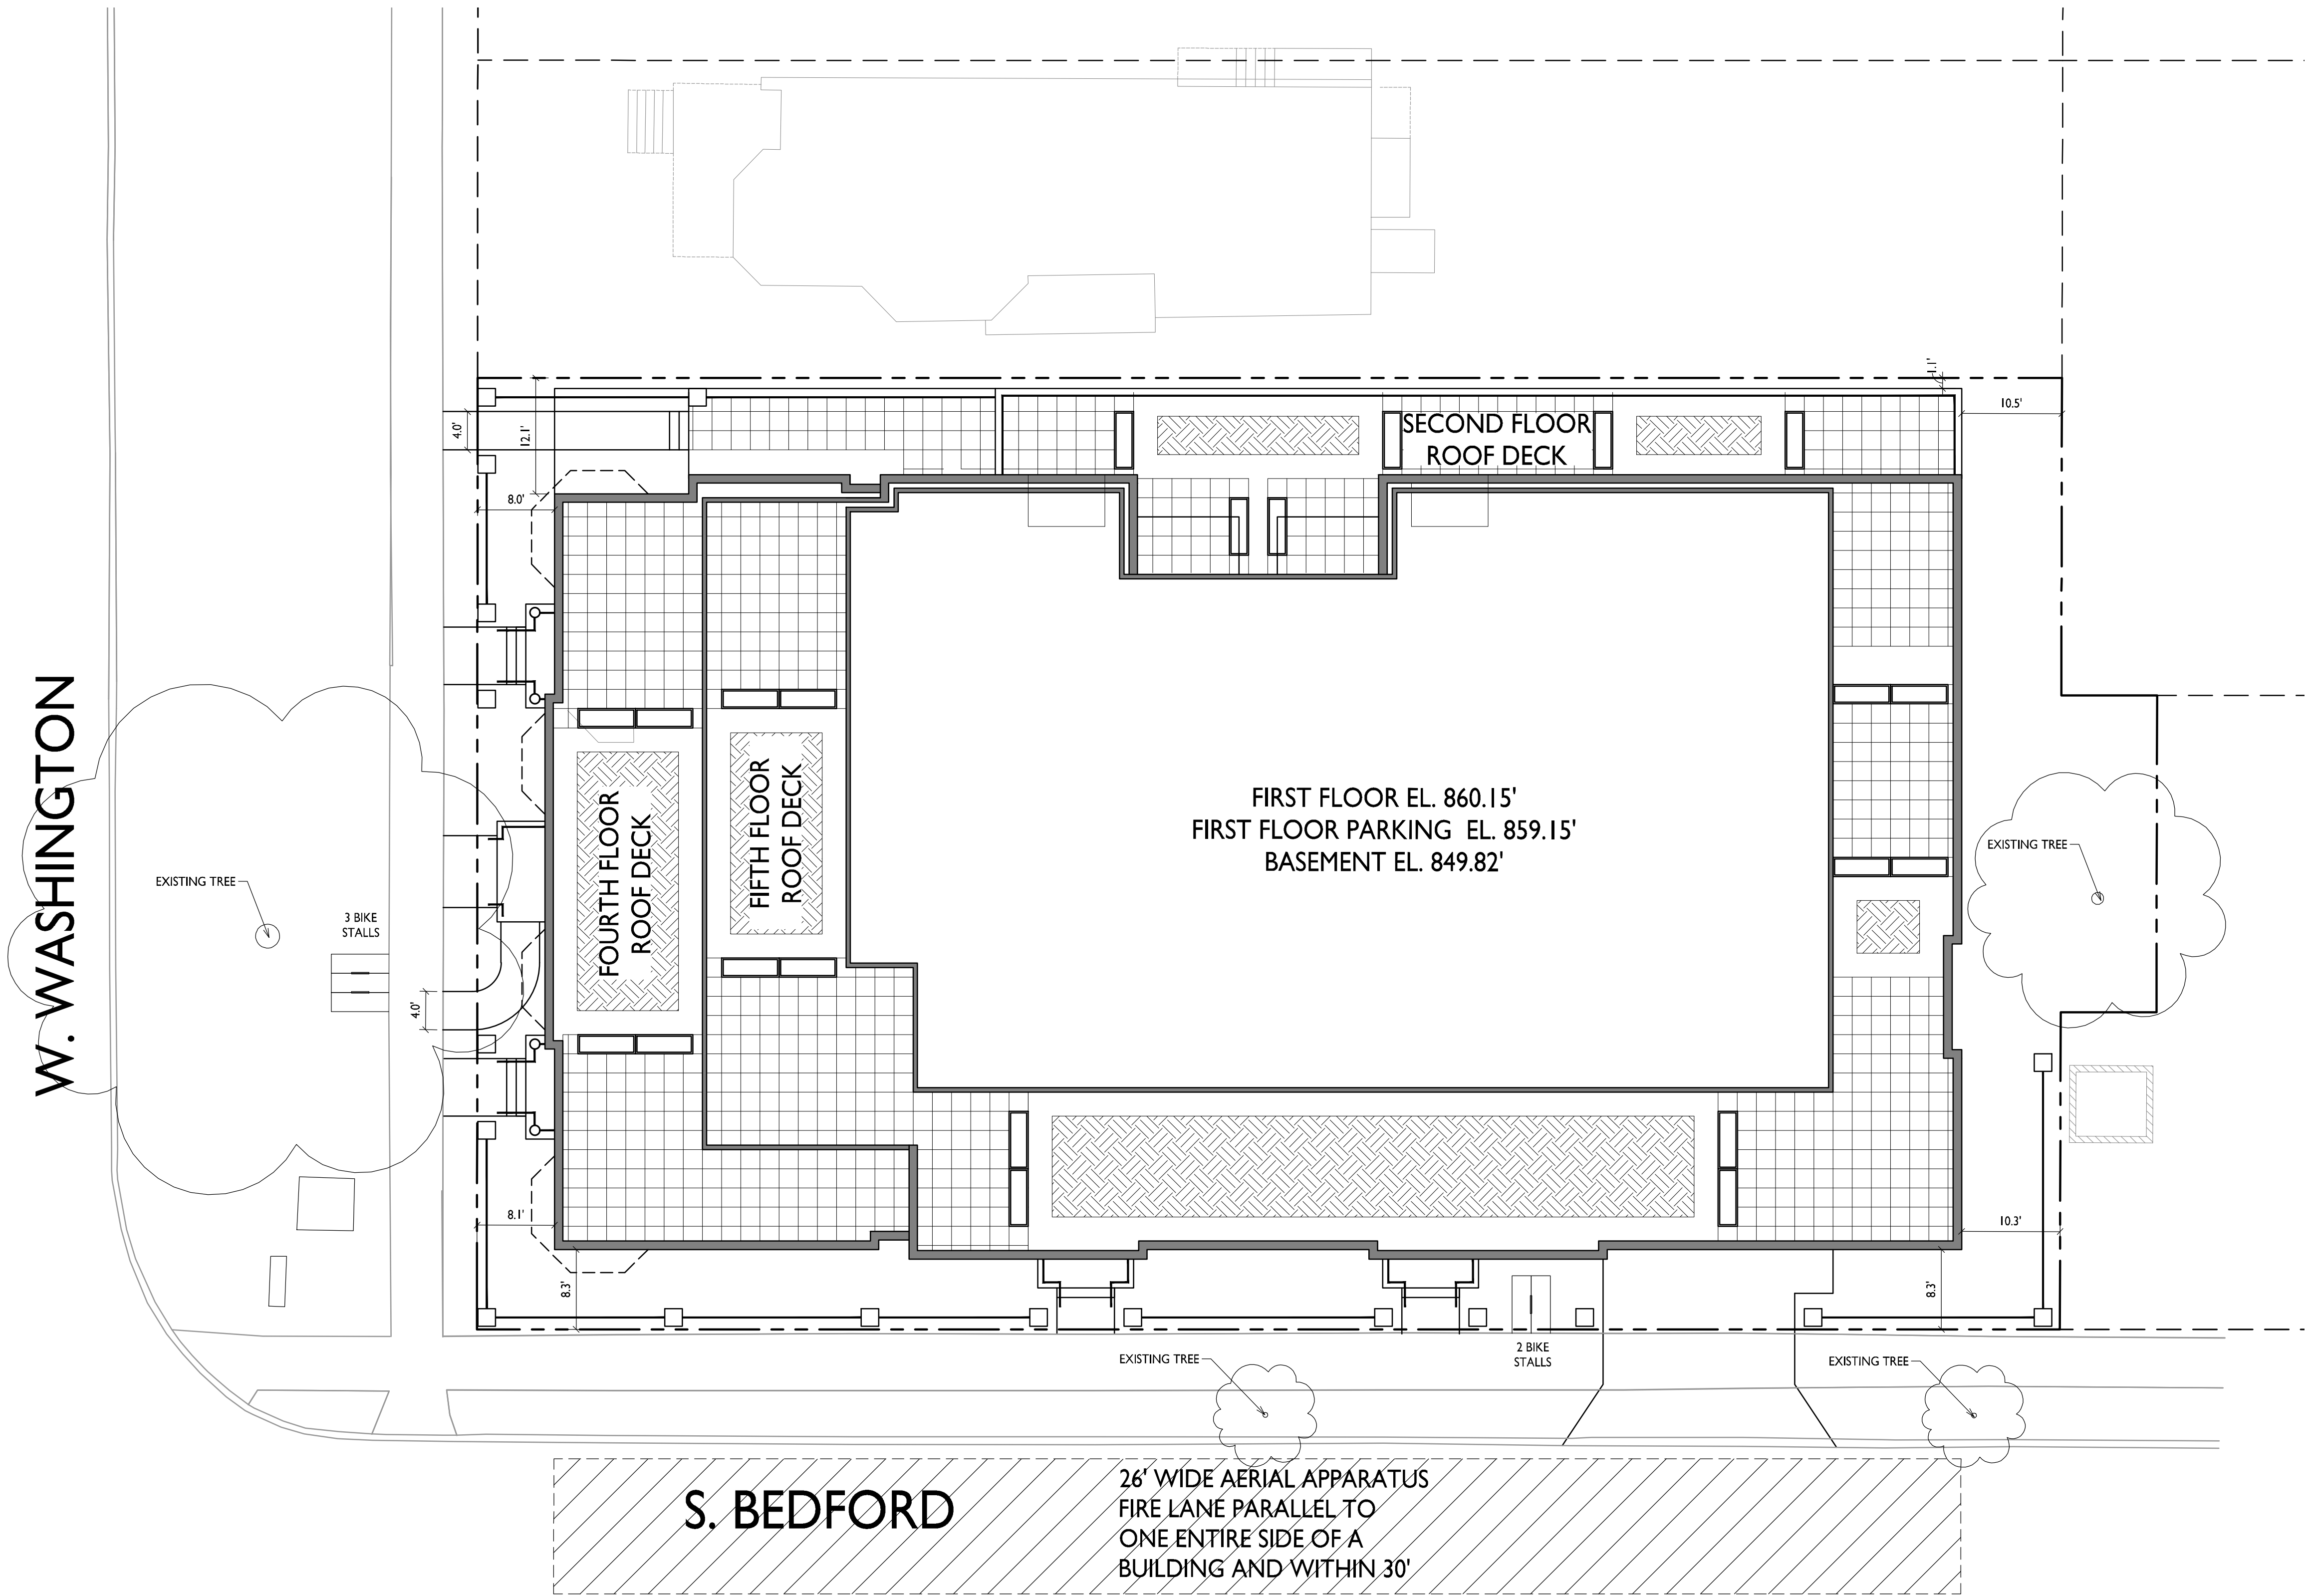 1.1'
10.5'
4.0'
12.1'
SECOND FLOOR
ROOF DECK
8.0'
W. WASHINGTON
EXISTING TREE
3 BIKE
STALLS
FOURTH FLOOR
ROOF DECK
FIFTH FLOOR
ROOF DECK
FIRST FLOOR EL. 860.15'
FIRST FLOOR PARKING EL. 859.15'
BASEMENT EL. 849.82'
EXISTING TREE
4.0'
8.1'
10.3'
8.3'
8.3'
EXISTING TREE
2 BIKE
STALLS
EXISTING TREE
S. BEDFORD
26' WIDE AERIAL APPARATUS
FIRE LANE PARALLEL TO
ONE ENTIRE SIDE OF A
BUILDING AND WITHIN 30'